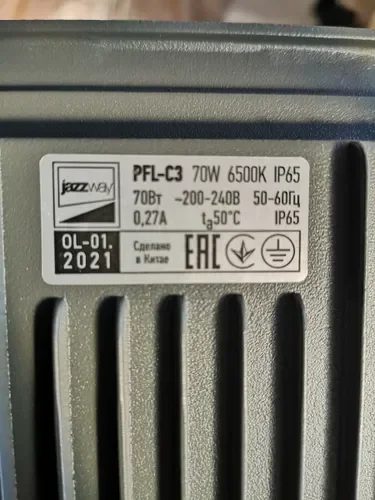 jazzway
PFL-C3 70W 6500K IP65
70Вт ~200-240В 50-60Гц
0,27А tа50°C IP65
OL-01.
2021
Сделано
в Китае
EAC